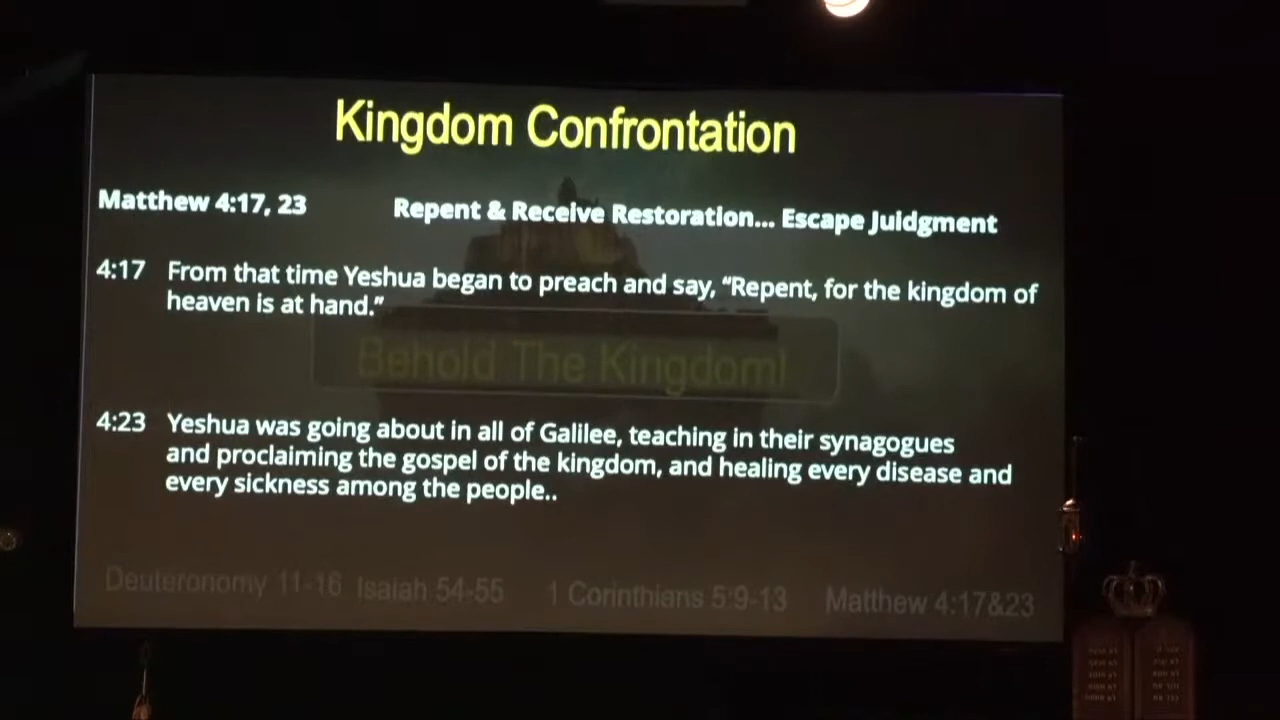 Kingdom Confrontation
Matthew 4:17, 23 Repent & Receive Restoration... Escape Juidgment
4:17 From that time Yeshua began to preach and say, “Repent, for the kingdom of
heaven is at hand.”
Behold The Kingdom!
4:23 Yeshua was going about in all of Galilee, teaching in their synagogues
and proclaiming the gospel of the kingdom, and healing every disease and
every sickness among the people..
Deuteronomy 11-16 Isaiah 54-55 1 Corinthians 5:9-13 Matthew 4:17&23